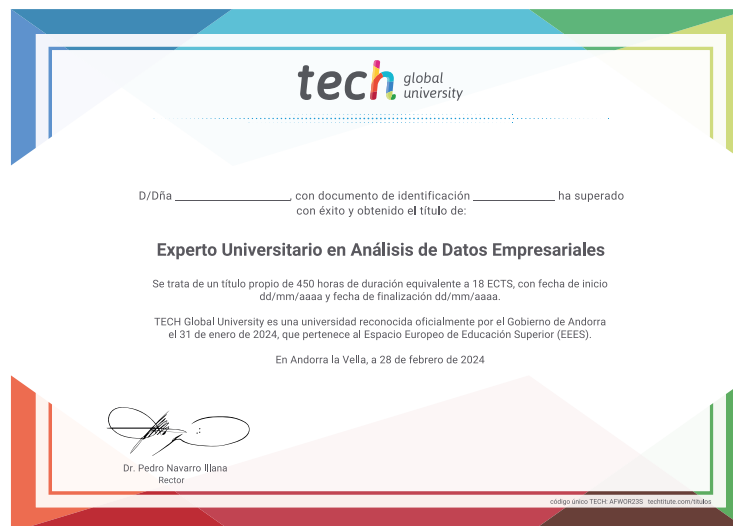 tech global university
D/Dña ____________, con documento de identificación ____________ ha superado
con éxito y obtenido el título de:
Experto Universitario en Análisis de Datos Empresariales
Se trata de un título propio de 450 horas de duración equivalente a 18 ECTS, con fecha de inicio
dd/mm/aaaa y fecha de finalización dd/mm/aaaa.
TECH Global University es una universidad reconocida oficialmente por el Gobierno de Andorra
el 31 de enero de 2024, que pertenece al Espacio Europeo de Educación Superior (EEES).
En Andorra la Vella, a 28 de febrero de 2024
Dr. Pedro Navarro Illana
Rector
código único TECH: AFWOR23S techtitute.com/titulos